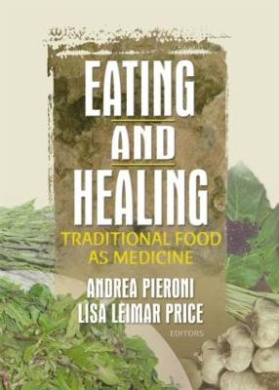 EATING
AND
HEALING
TRADITIONAL FOOD
AS MEDICINE
ANDREA PIERONI
LISA LEIMAR PRICE
EDITORS